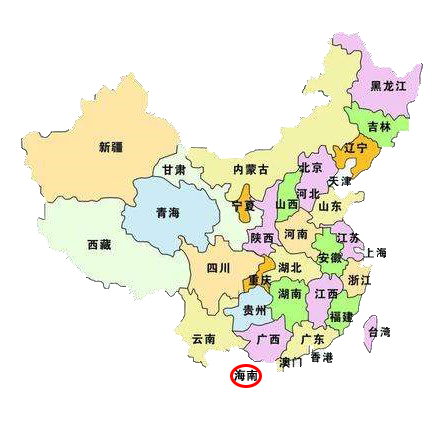 黑龙江
吉林
辽宁
新疆
甘肃
内蒙古
北京
天津
河北
山西
山东
宁夏
青海
陕西
河南
江苏
西藏
上海
安徽
四川
湖北
重庆
浙江
湖南
江西
贵州
福建
云南
广西
广东
台湾
香港
澳门
海南